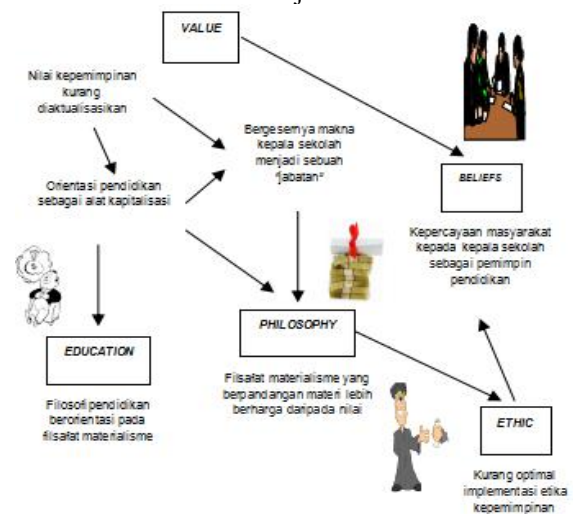 VALUE
Nilai kepemimpinan
kurang
diaktualisasikan
Bergesernya makna
kepala sekolah
menjadi sebuah
"jabatan"
Orientasi pendidikan
sebagai alat kapitalisasi
BELIEFS
Kepercayaan masyarakat
kepada kepala sekolah
sebagai pemimpin
pendidikan
EDUCATION
Filosofi pendidikan
berorientasi pada
filsafat materialisme
PHILOSOPHY
Filsafat materialisme yang
berpandangan materi lebih
berharga daripada nilai
ETHIC
Kurang optimal
implementasi etika
kepemimpinan